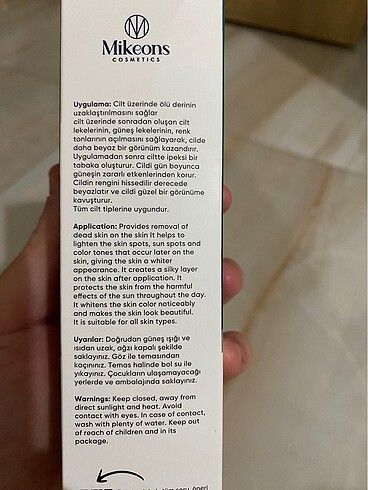 Mikeons
COSMETICS
Uygulama: Cilt üzerinde ölü derinin
uzaklaştırılmasını sağlar
cilt üzerinde sonradan oluşan cilt
lekelerinin, güneş lekelerinin, renk
tonlarının açılmasını sağlayarak, cilde
daha beyaz bir görünüm kazandırır.
Uygulamadan sonra ciltte ipeksi bir
tabaka oluşturur. Cildi gün boyunca
güneşin zararlı etkenlerinden korur.
Cildin rengini hissedilir derecede
beyazlatır ve cildi güzel bir görünüme
kavuşturur.
Tüm cilt tiplerine uygundur.
Application: Provides removal of
dead skin on the skin It helps to
lighten the skin spots, sun spots and
color tones that occur later on the
skin, giving the skin a whiter
appearance. It creates a silky layer
on the skin after application. It
protects the skin from the harmful
effects of the sun throughout the day.
It whitens the skin color noticeably
and makes the skin look beautiful.
It is suitable for all skin types.
Uyarılar: Doğrudan güneş ışığı ve
ısıdan uzak, ağzı kapalı şekilde
saklayınız. Göz ile temasından
kaçınınız. Temas halinde bol su ile
yıkayınız. Çocukların ulaşamayacağı
yerlerde ve ambalajında saklayınız.
Warnings: Keep closed, away from
direct sunlight and heat. Avoid
contact with eyes. In case of contact,
wash with plenty of water. Keep out
of reach of children and in its
package.